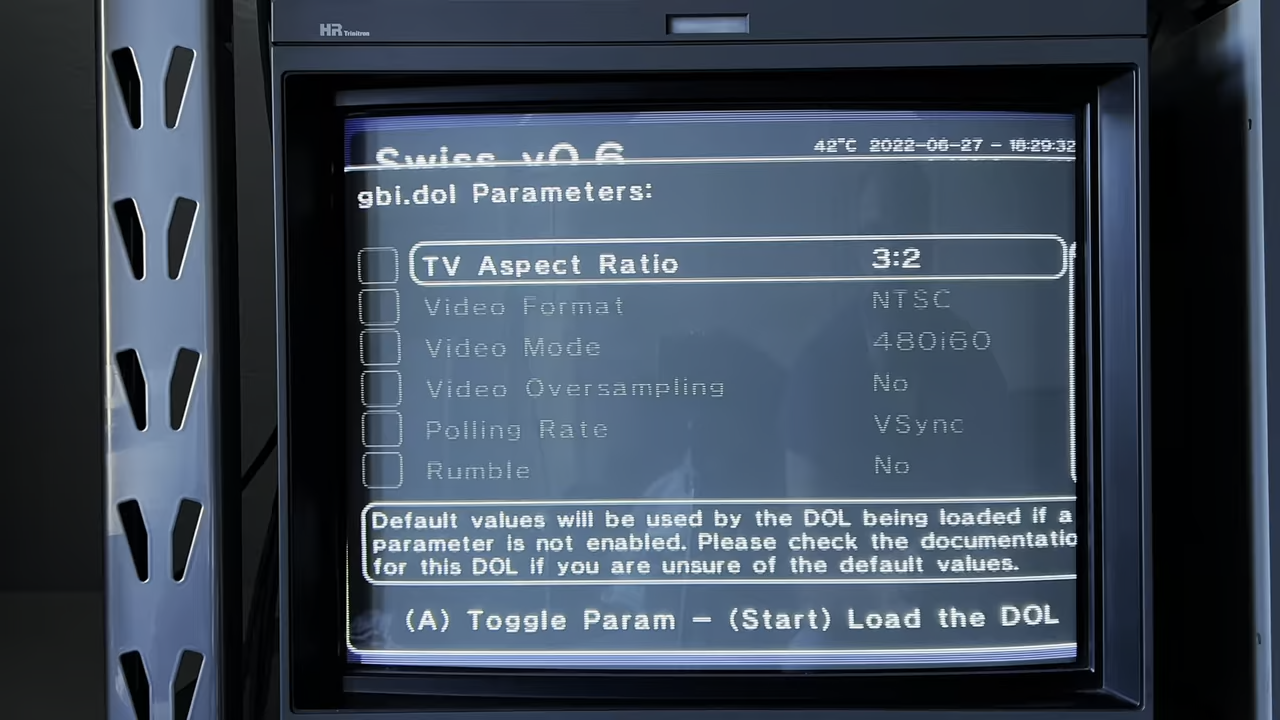 HR Trinitron
Swiss v0.6
42°C 2022-06-27 - 18:29:32
gbi.dol Parameters:
TV Aspect Ratio 3:2
Video Format NTSC
Video Mode 480i60
Video Oversampling No
Polling Rate VSync
Rumble No
Default values will be used by the DOL being loaded if a
parameter is not enabled. Please check the documentatio
for this DOL if you are unsure of the default values.
(A) Toggle Param - (Start) Load the DOL